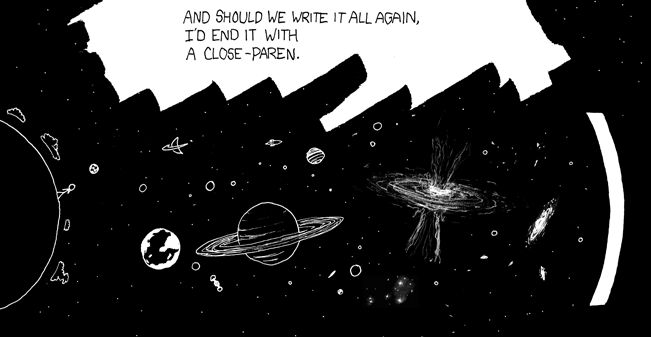 AND SHOULD WE WRITE IT ALL AGAIN,
I'D END IT WITH
A CLOSE-PAREN.